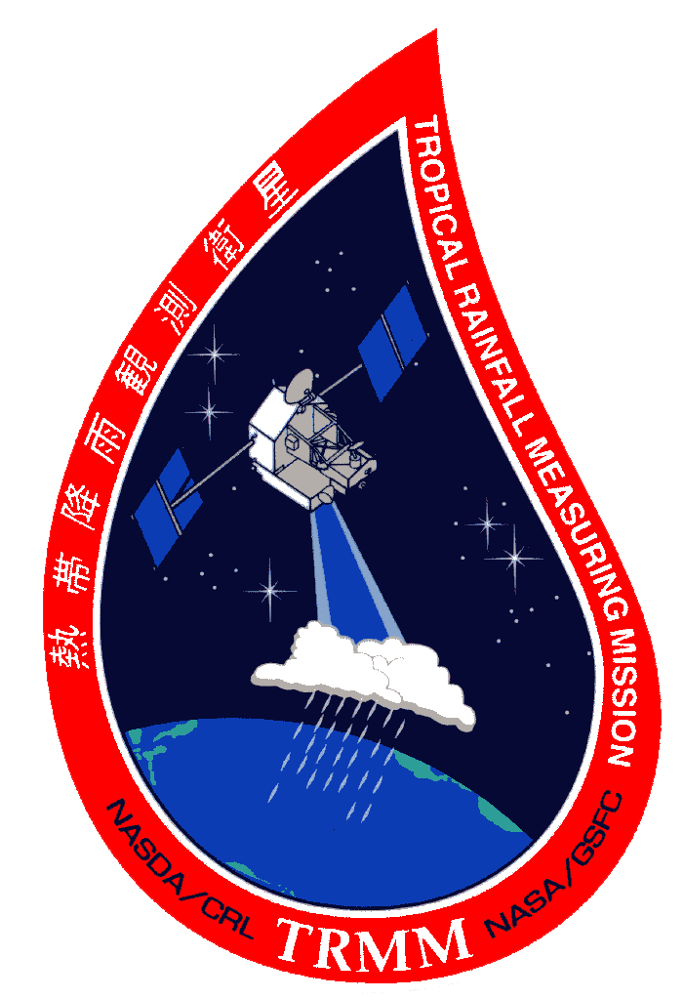 熱帯降雨観測衛星
TROPICAL RAINFALL MEASURING MISSION
NASDA/CRL
TRMM
NASA/GSFC